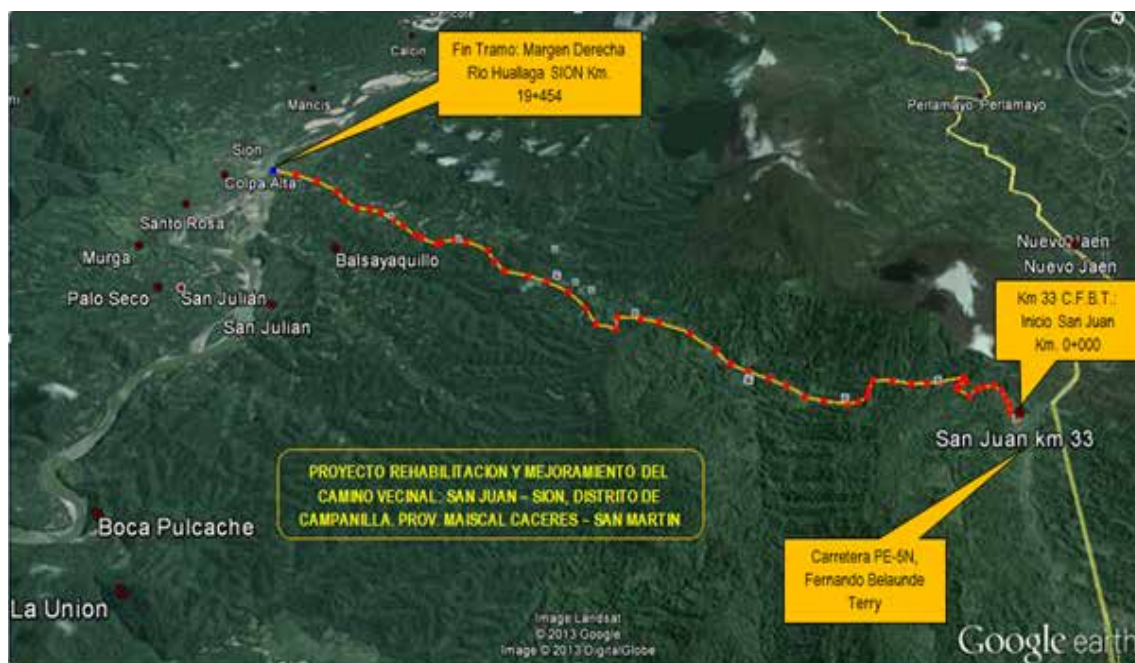 Calcin
Fin Tramo: Margen Derecha
Rio Huallaga SION Km.
19+454
Mancis
Perlamayo Perlamayo
Sion
Colpa Alta
Santo Rosa
Murga
Balsayaquillo
Nuevo Jaen
Nuevo Jaen
Palo Seco
San Julián
San Julian
Km 33 C.F.B.T.:
Inicio San Juan
Km. 0+000
San Juan km 33
PROYECTO REHABILITACION Y MEJORAMIENTO DEL
CAMINO VECINAL: SAN JUAN – SION, DISTRITO DE
CAMPANILLA. PROV. MAISCAL CACERES – SAN MARTIN
Boca Pulcache
Carretera PE-5N,
Fernando Belaunde
Terry
La Union
Image Landsat
© 2013 Google
Image © 2013 DigitalGlobe
Google earth